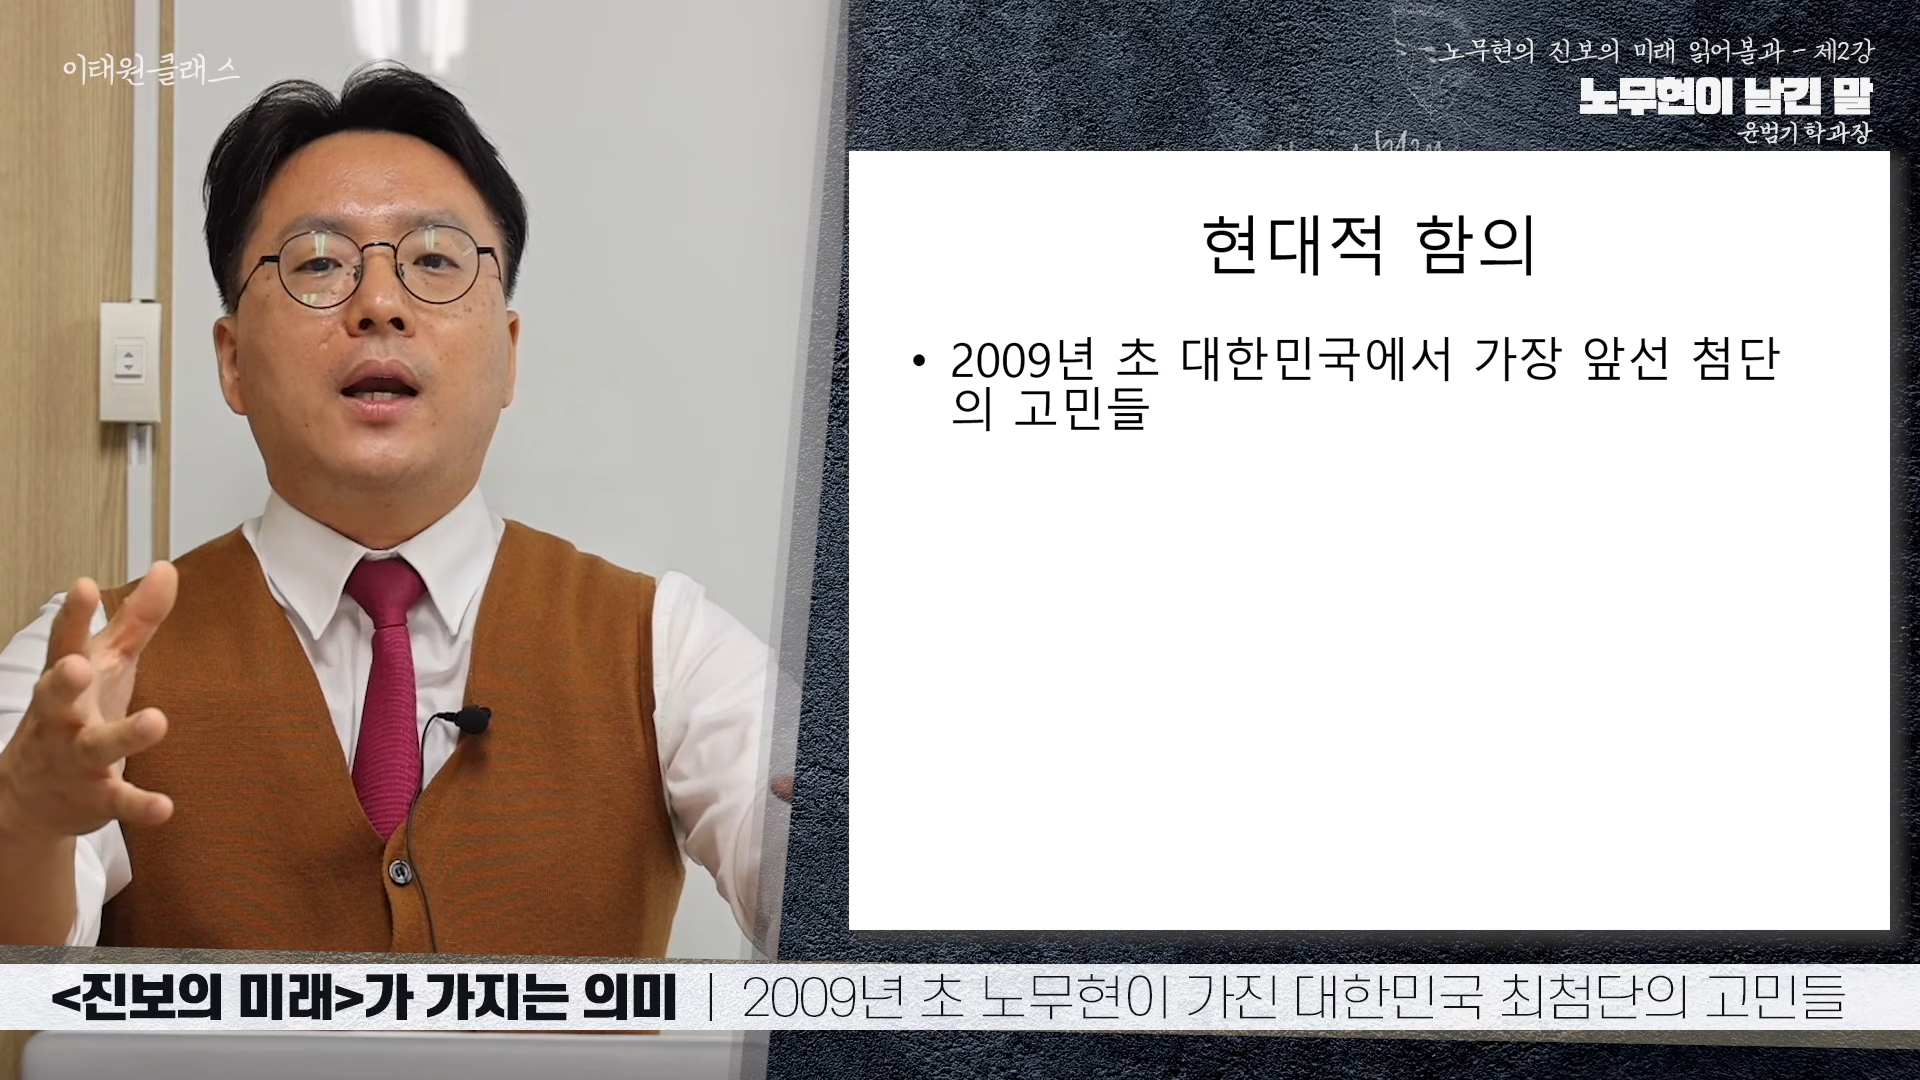 이태원클래스
노무현의 진보의 미래 읽어볼과 - 제2강
노무현이 남긴 말
윤범기 학과장
현대적 함의
• 2009년 초 대한민국에서 가장 앞선 첨단
의 고민들
<진보의 미래>가 가지는 의미 | 2009년 초 노무현이 가진 대한민국 최첨단의 고민들